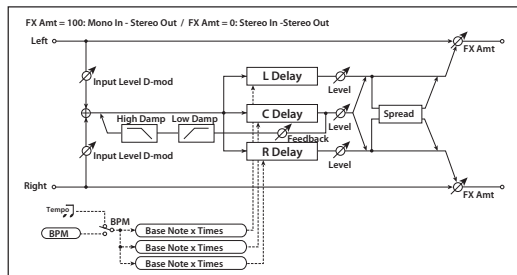 FX Amt = 100: Mono In - Stereo Out / FX Amt = 0: Stereo In -Stereo Out
Left
FX Amt
L Delay
Input Level D-mod
Level
High Damp
Low Damp
C Delay
Spread
Level
Feedback
Input Level D-mod
R Delay
Level
Right
FX Amt
Tempo
BPM
BPM
Base Note x Times
Base Note x Times
Base Note x Times